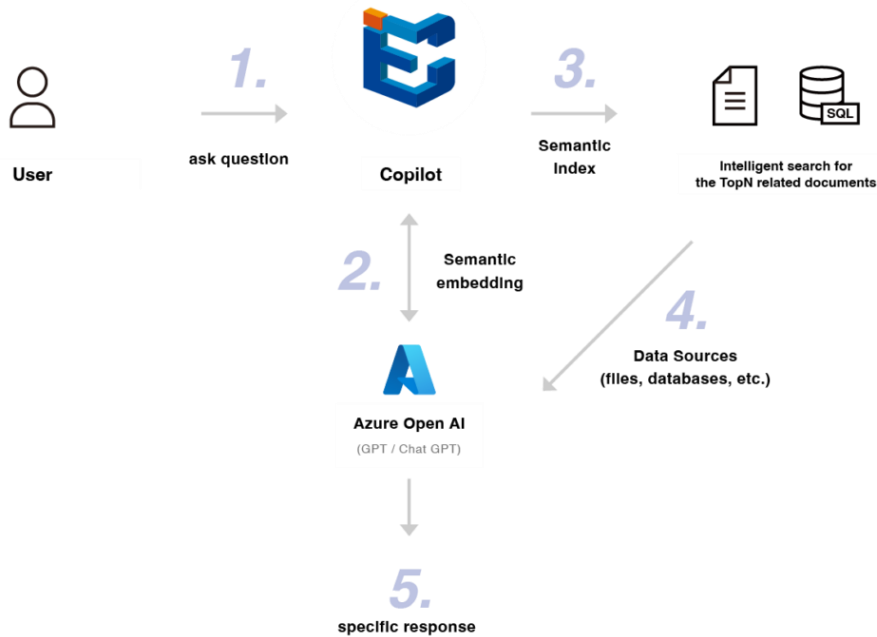 1.
3.
SQL
ask question
Semantic
Index
User
Copilot
Intelligent search for
the TopN related documents
2.
Semantic
embedding
4.
Data Sources
(files, databases, etc.)
Azure Open AI
(GPT / Chat GPT)
5.
specific response